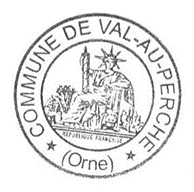 COMMUNE DE VAL-AU-PERCHE
RÉPUBLIQUE FRANÇAISE
★ (Orne) ★